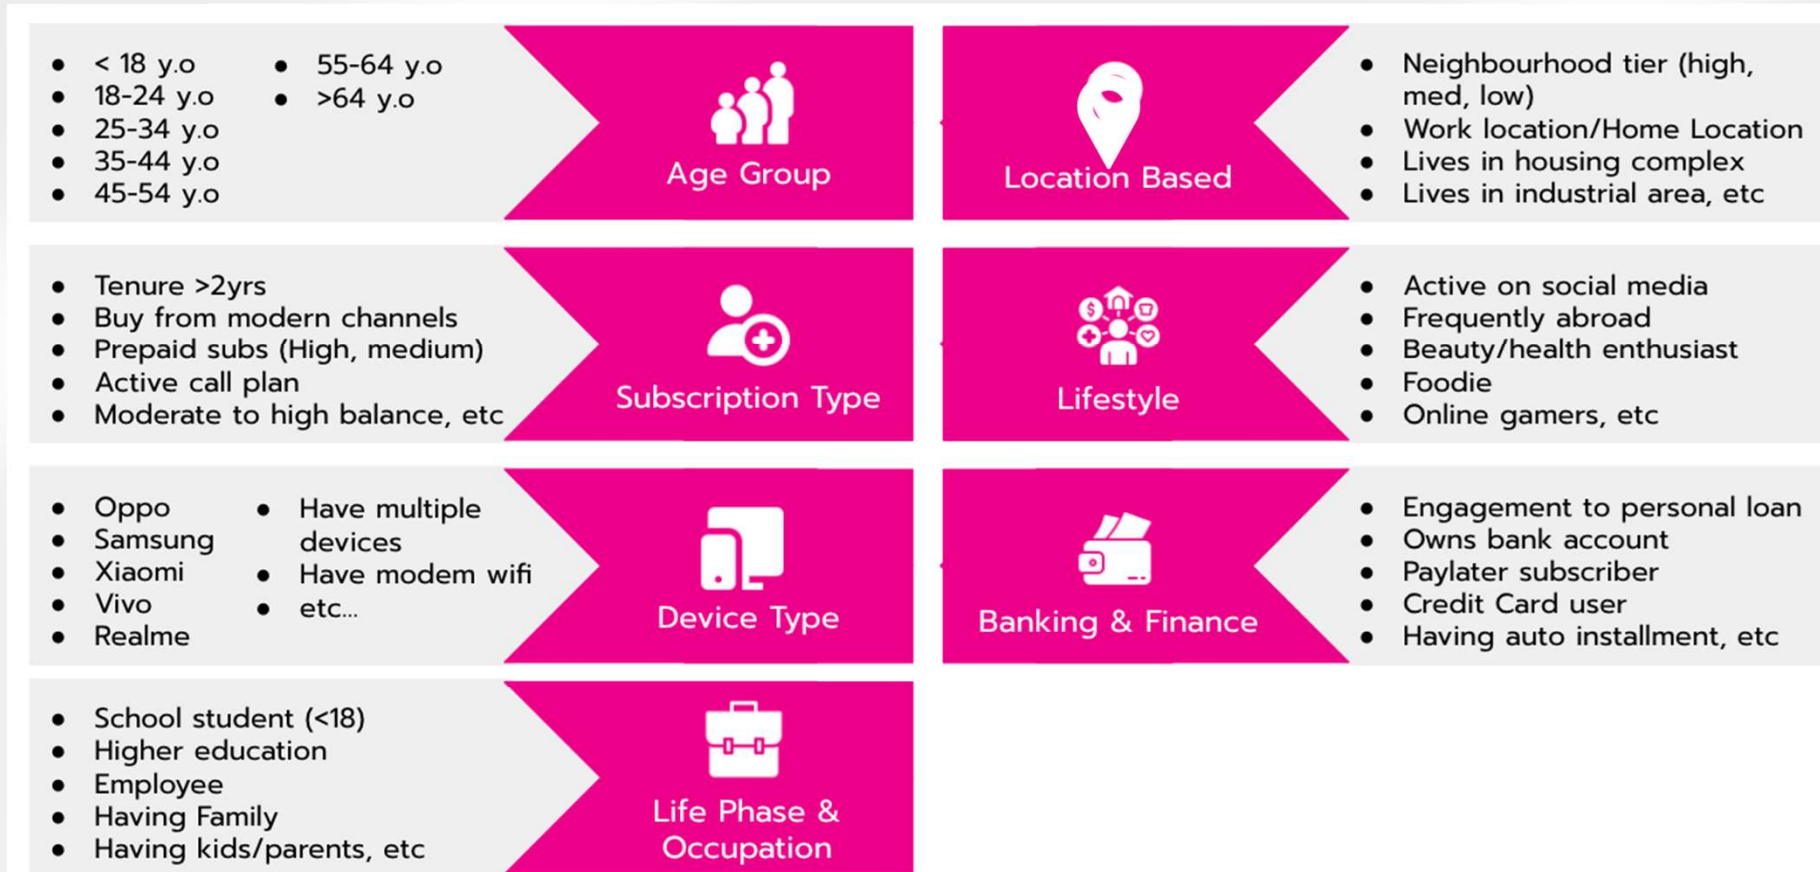 • < 18 y.o
• 18-24 y.o
• 25-34 y.o
• 35-44 y.o
• 45-54 y.o
• 55-64 y.o
• >64 y.o
Age Group
Location Based
• Neighbourhood tier (high,
med, low)
• Work location/Home Location
• Lives in housing complex
• Lives in industrial area, etc
• Tenure >2yrs
• Buy from modern channels
• Prepaid subs (High, medium)
• Active call plan
• Moderate to high balance, etc
Subscription Type
Lifestyle
• Active on social media
• Frequently abroad
• Beauty/health enthusiast
• Foodie
• Online gamers, etc
• Oppo
• Samsung
• Xiaomi
• Vivo
• Realme
• Have multiple
devices
• Have modem wifi
• etc...
Device Type
Banking & Finance
• Engagement to personal loan
• Owns bank account
• Paylater subscriber
• Credit Card user
• Having auto installment, etc
• School student (<18)
• Higher education
• Employee
• Having Family
• Having kids/parents, etc
Life Phase &
Occupation